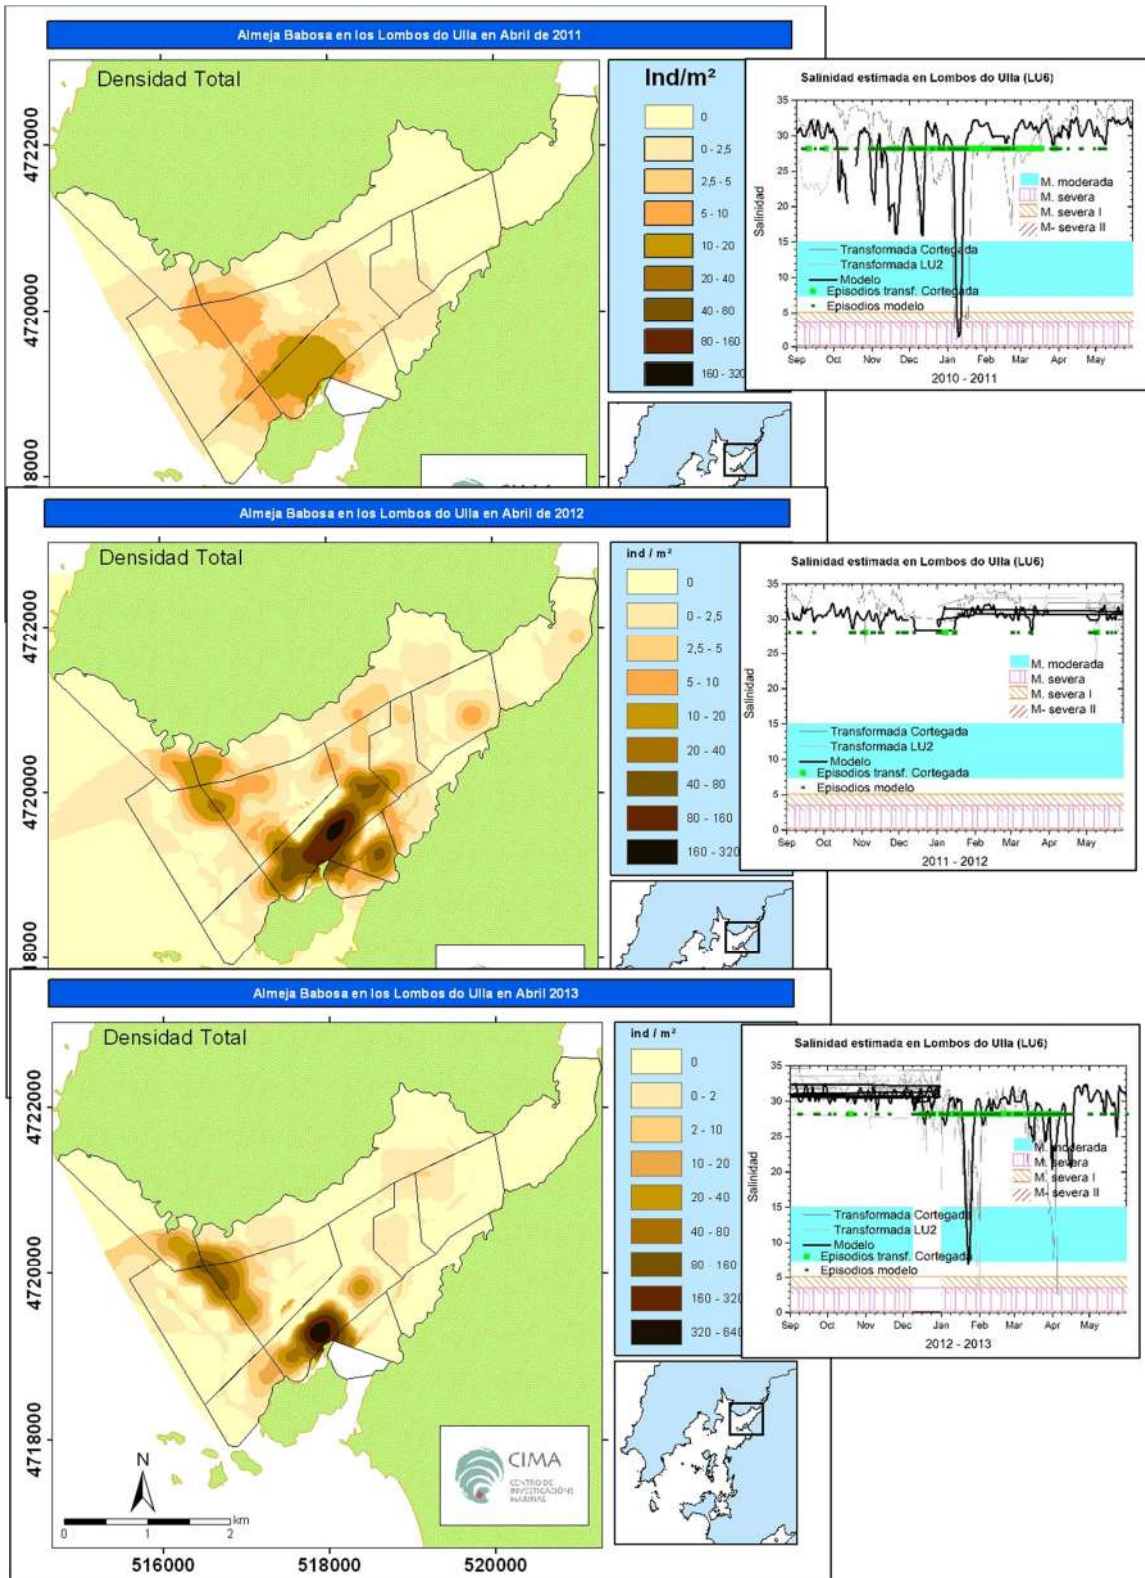 Almeja Babosa en los Lombos do Ulla en Abril de 2011
Densidad Total
4722000
4720000
18000
Ind/m²
0
0 - 2,5
2,5 - 5
5 - 10
10 - 20
20 - 40
40 - 80
80 - 160
160 - 320
Salinidad estimada en Lombos do Ulla (LU6)
Salinidad
35
30
25
20
15
10
5
0
M. moderada
M. severa
M. severa I
M- severa II
Transformada Cortegada
Transformada LU2
Modelo
Episodios transf. Cortegada
Episodios modelo
Sep Oct Nov Dec Jan Feb Mar Apr May
2010 - 2011
Almeja Babosa en los Lombos do Ulla en Abril de 2012
Densidad Total
4722000
4720000
18000
ind / m²
0
0 - 2,5
2,5 - 5
5 - 10
10 - 20
20 - 40
40 - 80
80 - 160
160 - 320
Salinidad estimada en Lombos do Ulla (LU6)
Salinidad
35
30
25
20
15
10
5
0
M. moderada
M. severa
M. severa I
M- severa II
Transformada Cortegada
Transformada LU2
Modelo
Episodios transf. Cortegada
Episodios modelo
Sep Oct Nov Dec Jan Feb Mar Apr May
2011 - 2012
Almeja Babosa en los Lombos do Ulla en Abril 2013
Densidad Total
4722000
4720000
4718000
ind / m²
0
0 - 2
2 - 10
10 - 20
20 - 40
40 - 80
80 - 160
160 - 320
320 - 640
Salinidad estimada en Lombos do Ulla (LU6)
Salinidad
35
30
25
20
15
10
5
0
M. moderada
M. severa
M. severa I
M- severa II
Transformada Cortegada
Transformada LU2
Modelo
Episodios transf. Cortegada
Episodios modelo
Sep Oct Nov Dec Jan Feb Mar Apr May
2012 - 2013
N
km
0 1 2
CIMA
CENTRO DE
INVESTIGACIÓNS
MARIÑAS
516000 518000 520000